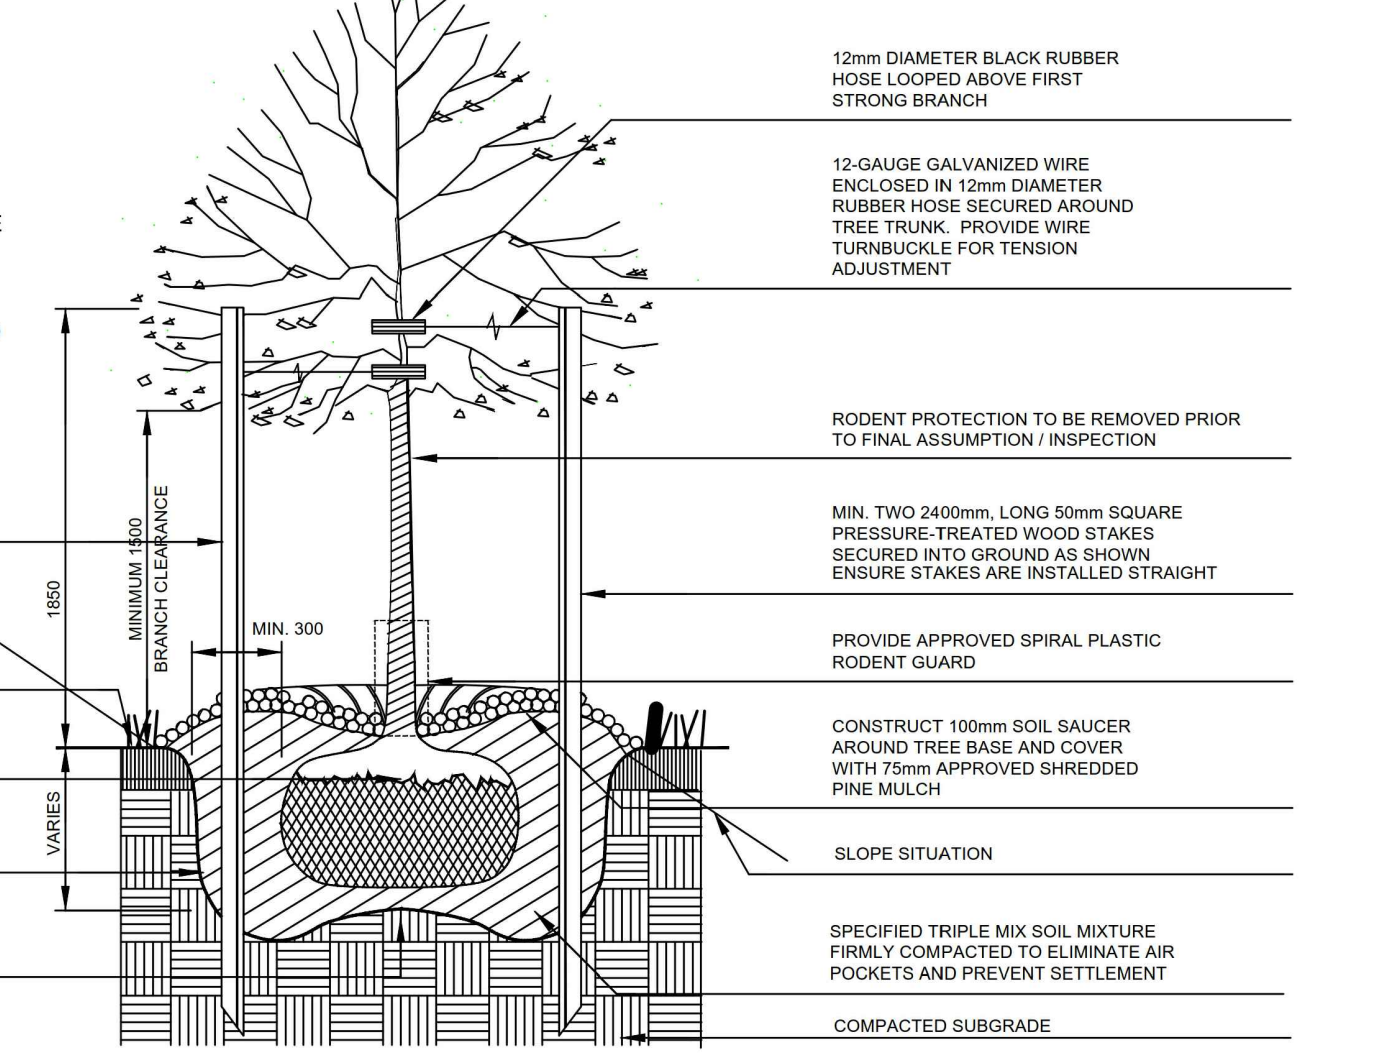 12mm DIAMETER BLACK RUBBER
HOSE LOOPED ABOVE FIRST
STRONG BRANCH
12-GAUGE GALVANIZED WIRE
ENCLOSED IN 12mm DIAMETER
RUBBER HOSE SECURED AROUND
TREE TRUNK. PROVIDE WIRE
TURNBUCKLE FOR TENSION
ADJUSTMENT
RODENT PROTECTION TO BE REMOVED PRIOR
TO FINAL ASSUMPTION / INSPECTION
MIN. TWO 2400mm, LONG 50mm SQUARE
PRESSURE-TREATED WOOD STAKES
SECURED INTO GROUND AS SHOWN
ENSURE STAKES ARE INSTALLED STRAIGHT
1850
MINIMUM 1500
BRANCH CLEARANCE
MIN. 300
PROVIDE APPROVED SPIRAL PLASTIC
RODENT GUARD
CONSTRUCT 100mm SOIL SAUCER
AROUND TREE BASE AND COVER
WITH 75mm APPROVED SHREDDED
PINE MULCH
VARIES
SLOPE SITUATION
SPECIFIED TRIPLE MIX SOIL MIXTURE
FIRMLY COMPACTED TO ELIMINATE AIR
POCKETS AND PREVENT SETTLEMENT
COMPACTED SUBGRADE